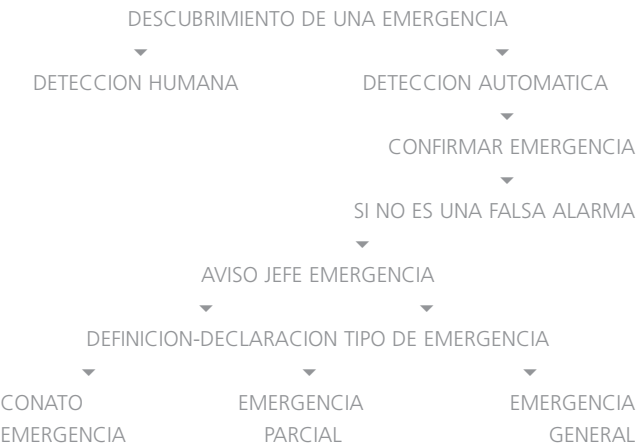 DESCUBRIMIENTO DE UNA EMERGENCIA
DETECCION HUMANA DETECCION AUTOMATICA
CONFIRMAR EMERGENCIA
SI NO ES UNA FALSA ALARMA
AVISO JEFE EMERGENCIA
DEFINICION-DECLARACION TIPO DE EMERGENCIA
CONATO EMERGENCIA EMERGENCIA
EMERGENCIA PARCIAL GENERAL